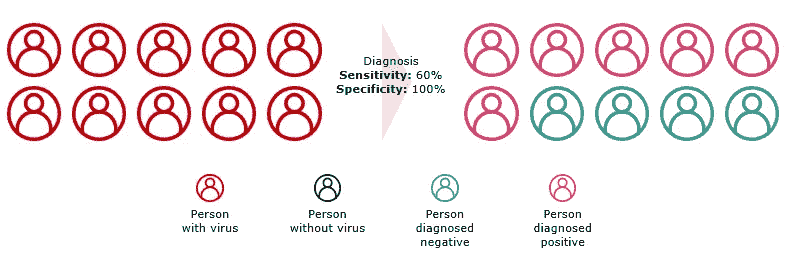 Diagnosis
Sensitivity: 60%
Specificity: 100%
Person
with virus
Person
without virus
Person
diagnosed
negative
Person
diagnosed
positive